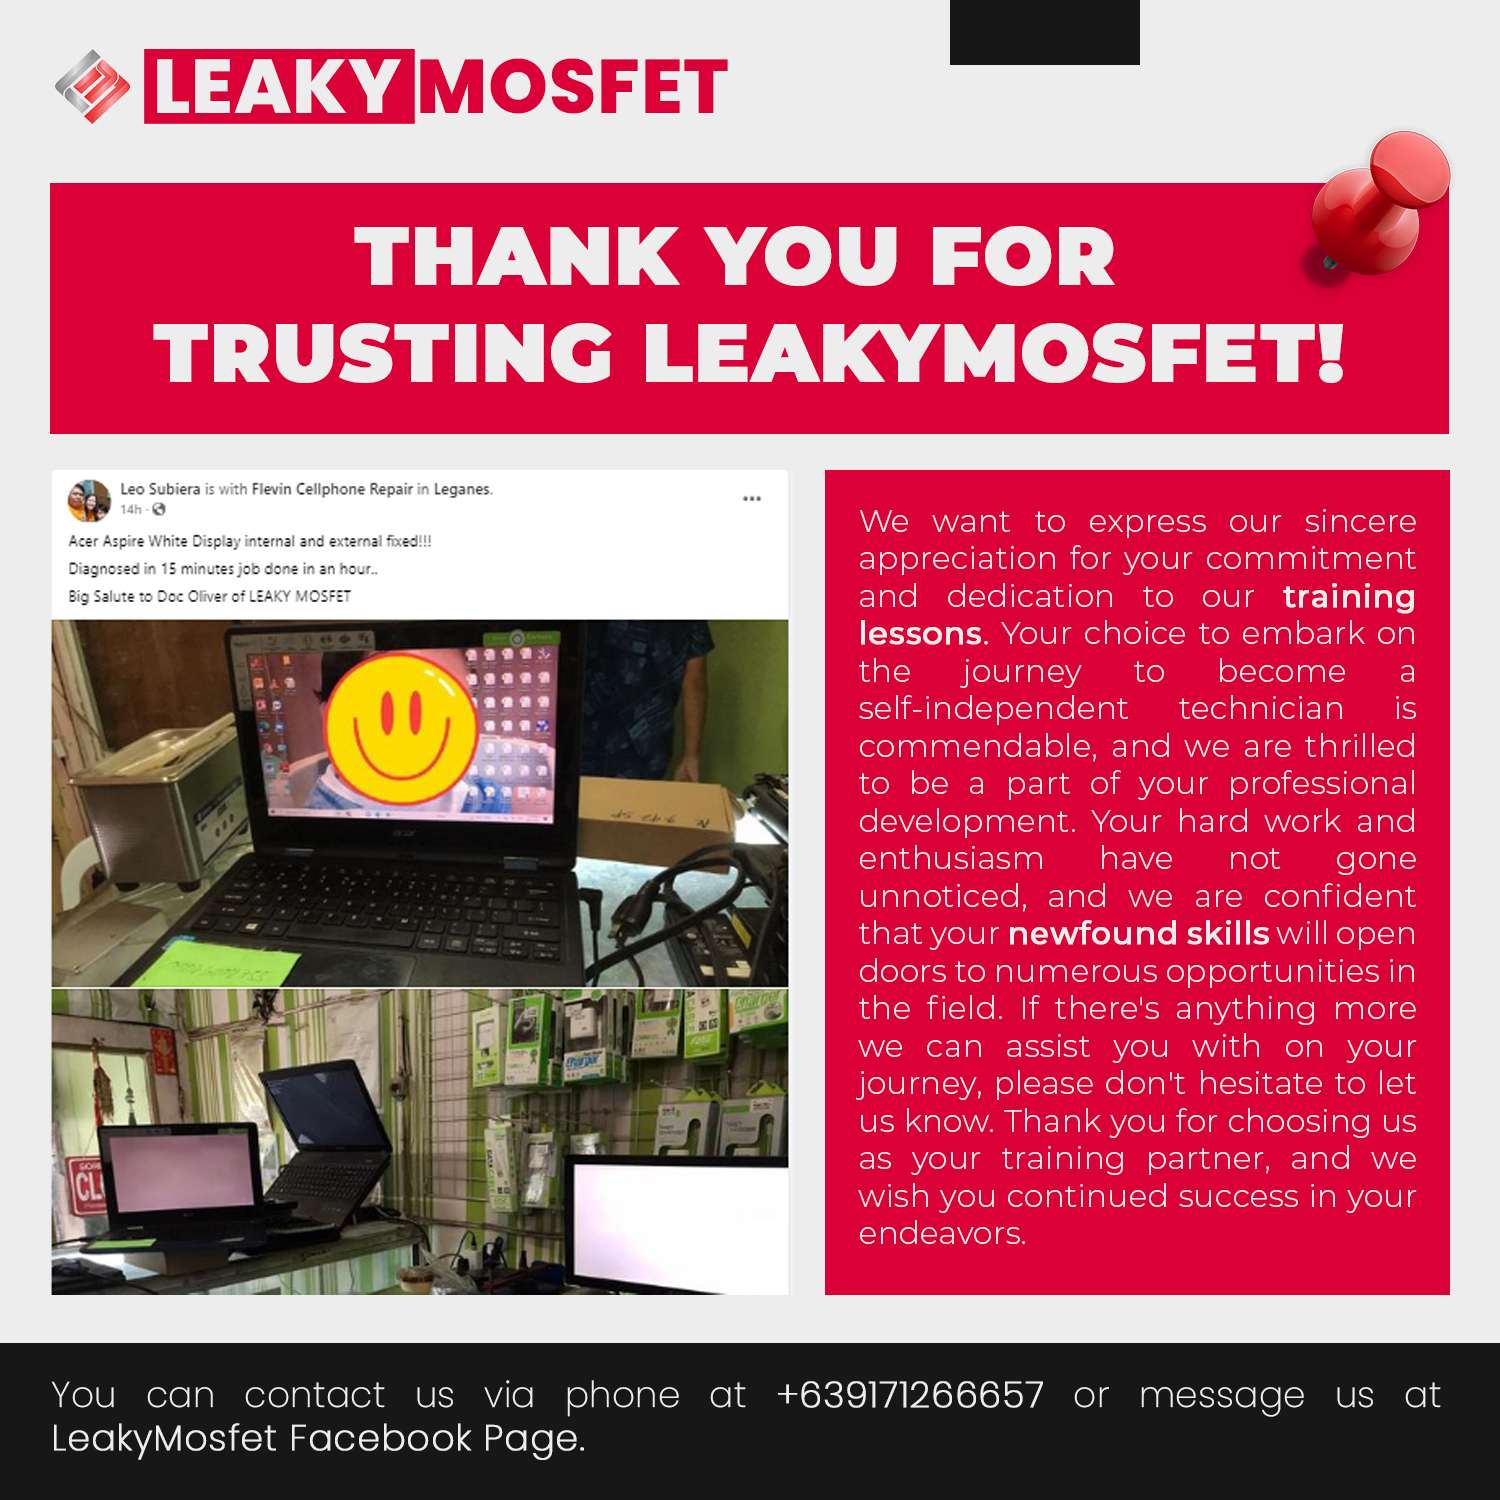 LEAKY MOSFET
THANK YOU FOR
TRUSTING LEAKYMOSFET!
Leo Subiera is with Flevin Cellphone Repair in Leganes.
14h ·
Acer Aspire White Display internal and external fixed!!!
Diagnosed in 15 minutes job done in an hour..
Big Salute to Doc Oliver of LEAKY MOSFET
acer
CL
We want to express our sincere
appreciation for your commitment
and dedication to our training
lessons. Your choice to embark on
the journey to become a
self-independent technician is
commendable, and we are thrilled
to be a part of your professional
development. Your hard work and
enthusiasm have not gone
unnoticed, and we are confident
that your newfound skills will open
doors to numerous opportunities in
the field. If there's anything more
we can assist you with on your
journey, please don't hesitate to let
us know. Thank you for choosing us
as your training partner, and we
wish you continued success in your
endeavors.
You can contact us via phone at +639171266657 or message us at
LeakyMosfet Facebook Page.